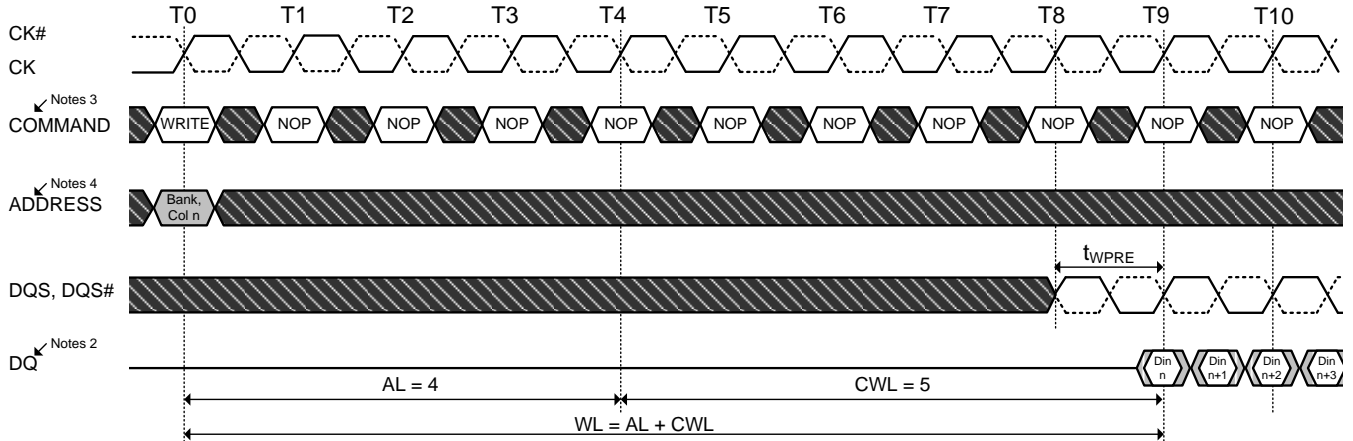 T0 T1 T2 T3 T4 T5 T6 T7 T8 T9 T10
CK#
CK
Notes 3
COMMAND WRITE NOP NOP NOP NOP NOP NOP NOP NOP NOP NOP
Notes 4
ADDRESS Bank,
Col n
tWPRE
DQS, DQS#
Notes 2
DQ
Din n Din n+1 Din n+2 Din n+3
AL = 4 CWL = 5
WL = AL + CWL